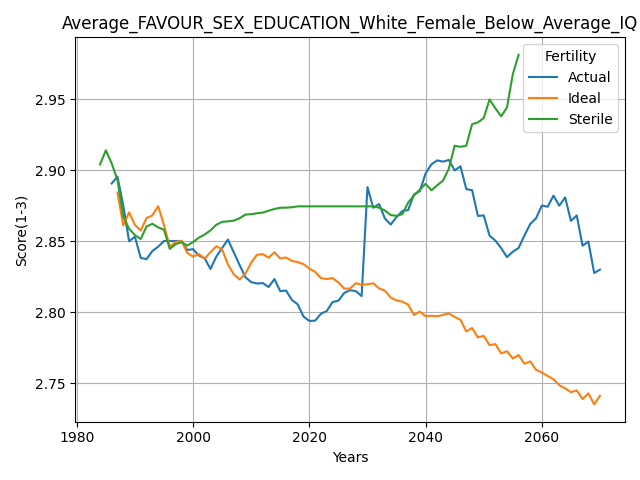 Average_FAVOUR_SEX_EDUCATION_White_Female_Below_Average_IQ
Fertility
Actual
Ideal
Sterile
Score(1-3)
2.95
2.90
2.85
2.80
2.75
1980
2000
2020
2040
2060
Years